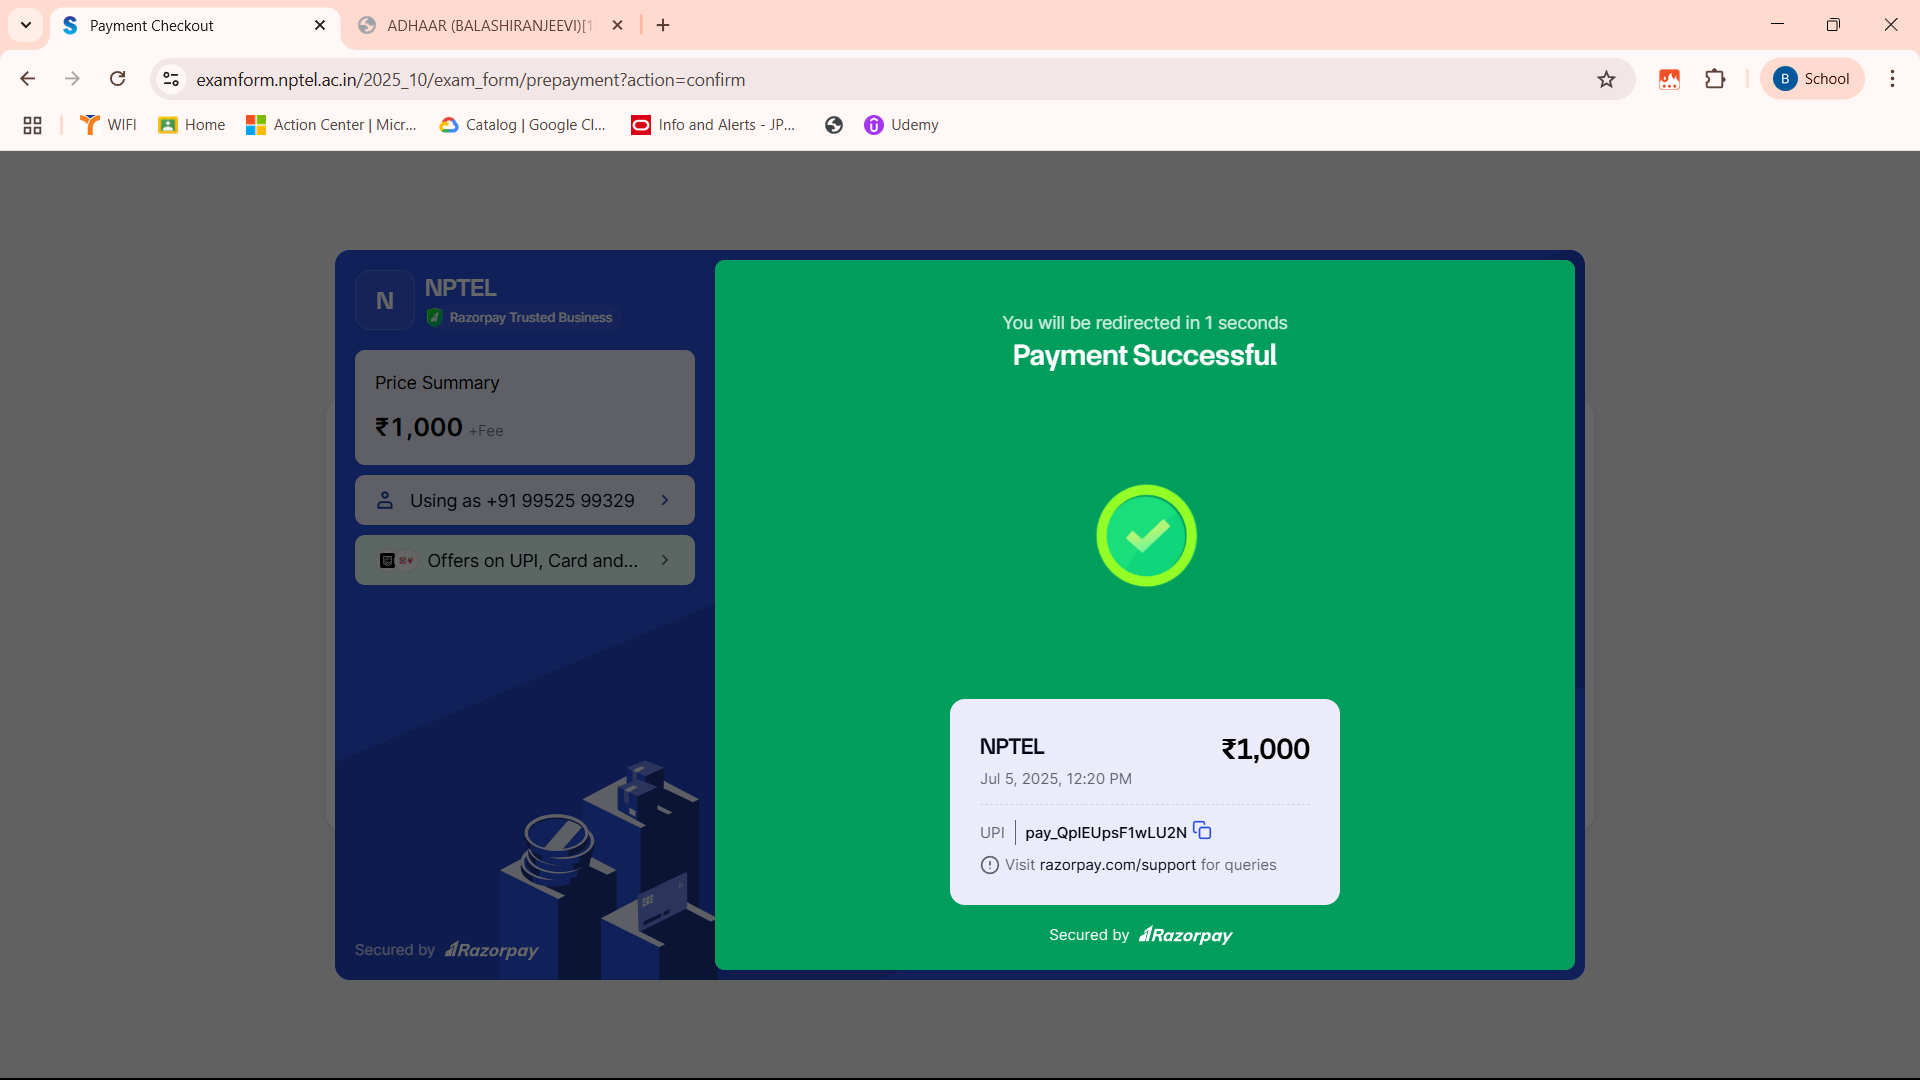 Payment Checkout
ADHAAR (BALASHIRANJEEVI)[1]
examform.nptel.ac.in/2025_10/exam_form/prepayment?action=confirm
B School
WIFI
Home
Action Center | Micr...
Catalog | Google Cl...
Info and Alerts - JP...
Udemy
N
NPTEL
Razorpay Trusted Business
Price Summary
₹1,000 +Fee
Using as +91 99525 99329
Offers on UPI, Card and...
Secured by Razorpay
You will be redirected in 1 seconds
Payment Successful
NPTEL
₹1,000
Jul 5, 2025, 12:20 PM
UPI | pay_QplEUpsF1wLU2N
Visit razorpay.com/support for queries
Secured by Razorpay